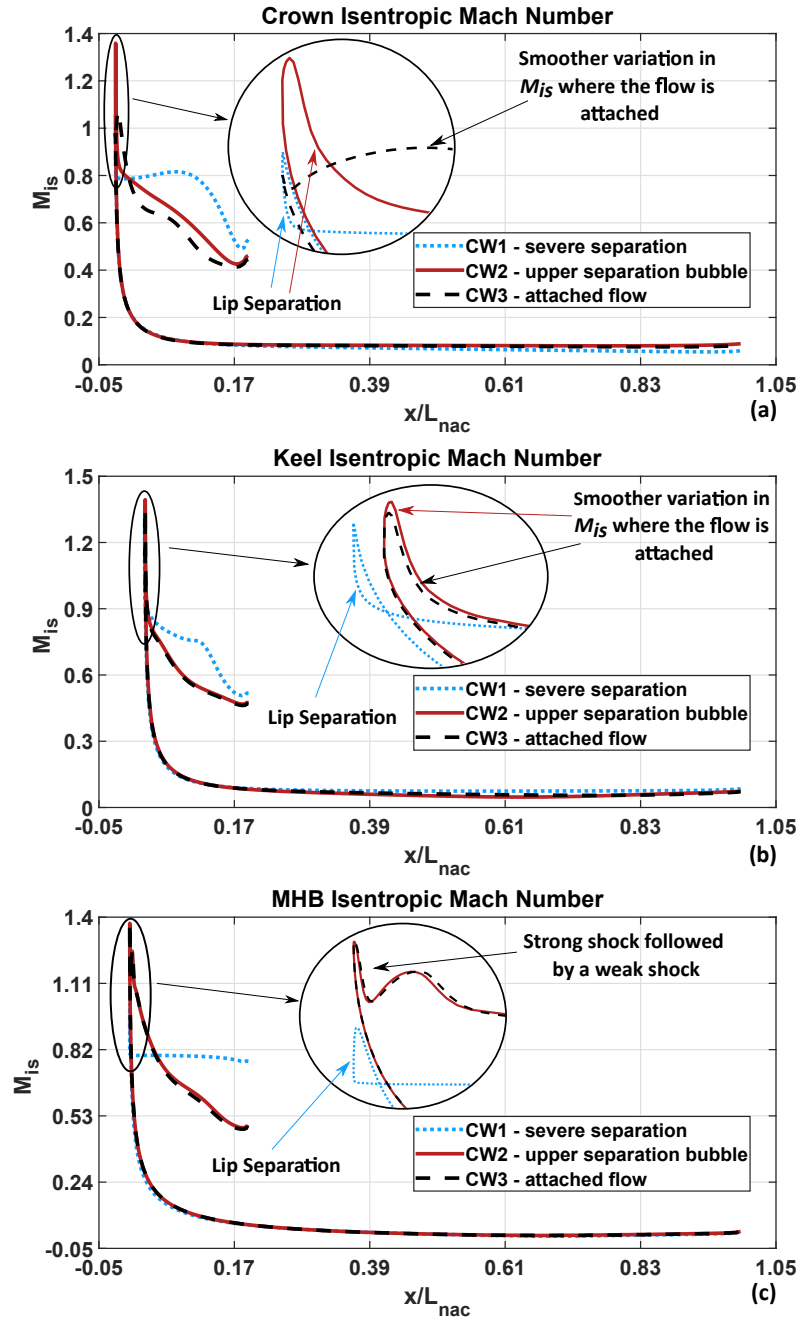 Crown Isentropic Mach Number
1.4
1.2
1
0.8
0.6
0.4
0.2
0
M_is
Smoother variation in
M_is where the flow is
attached
Lip Separation
CW1 - severe separation
CW2 - upper separation bubble
CW3 - attached flow
-0.05 0.17 0.39 0.61 0.83 1.05
x/L_nac
(a)
Keel Isentropic Mach Number
1.5
1.2
0.9
0.6
0.3
0
M_is
Smoother variation in
M_is where the flow is
attached
Lip Separation
CW1 - severe separation
CW2 - upper separation bubble
CW3 - attached flow
-0.05 0.17 0.39 0.61 0.83 1.05
x/L_nac
(b)
MHB Isentropic Mach Number
1.4
1.11
0.82
0.53
0.24
-0.05
M_is
Strong shock followed
by a weak shock
Lip Separation
CW1 - severe separation
CW2 - upper separation bubble
CW3 - attached flow
-0.05 0.17 0.39 0.61 0.83 1.05
x/L_nac
(c)